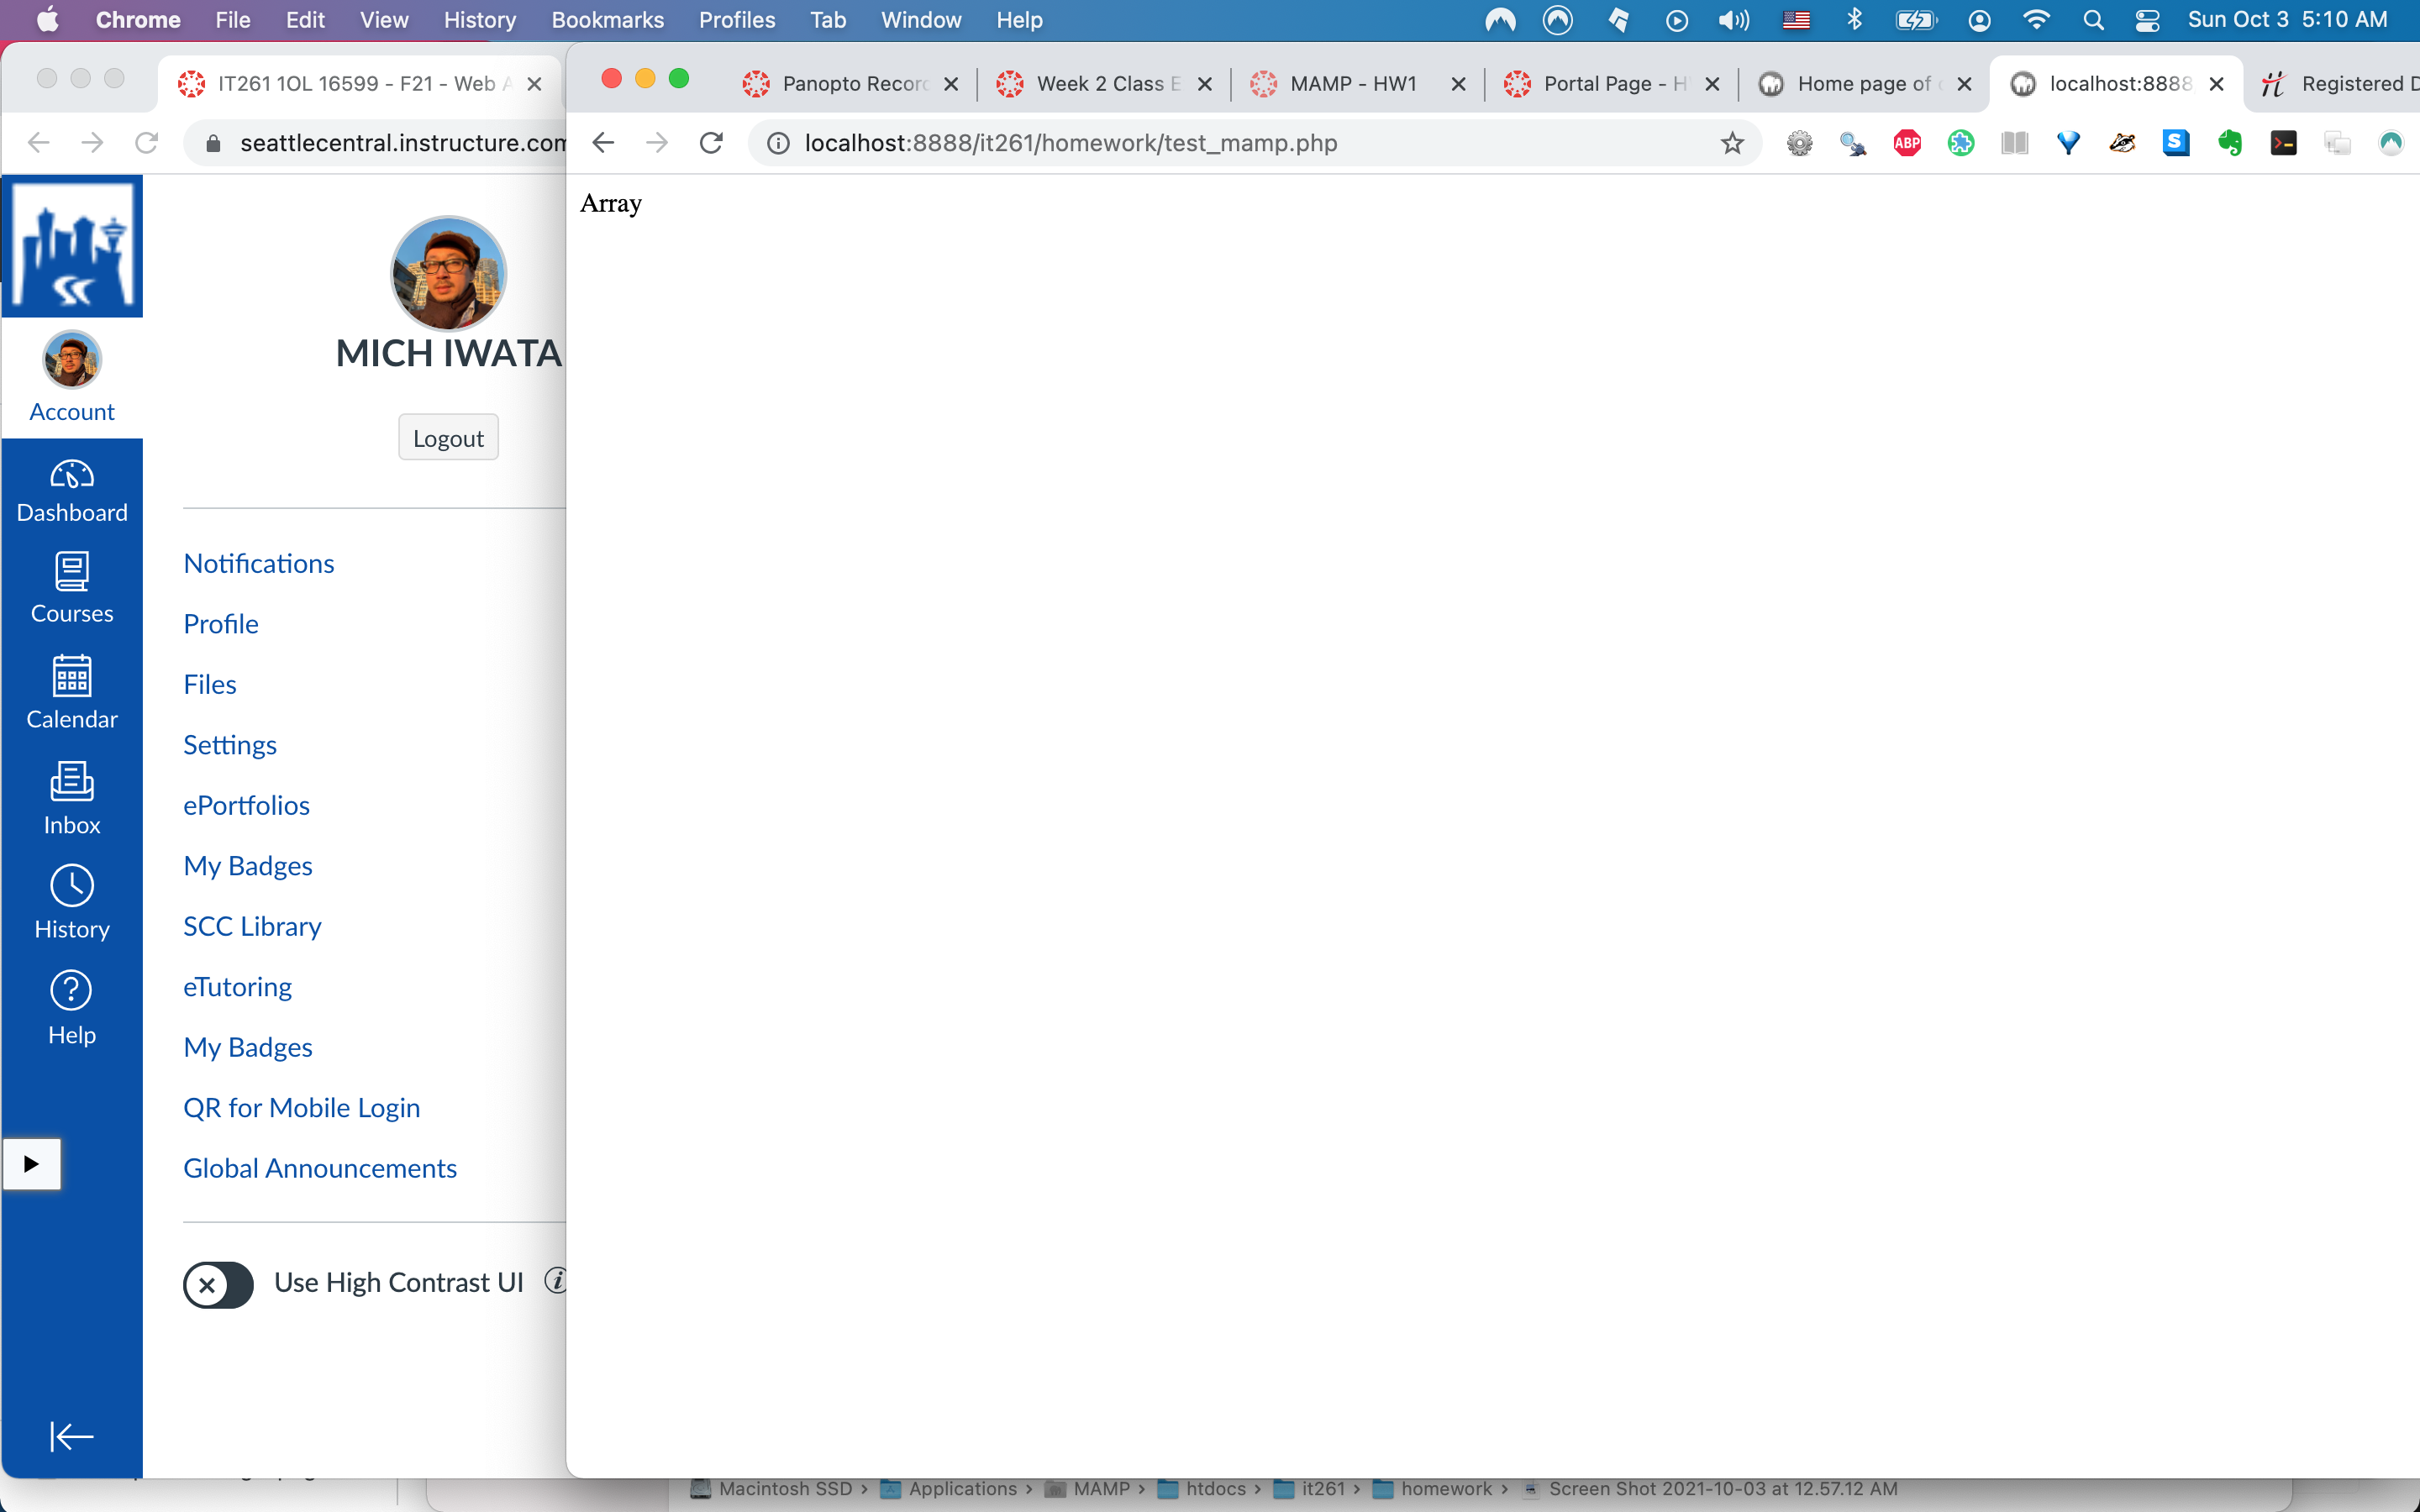 Chrome File Edit View History Bookmarks Profiles Tab Window Help Sun Oct 3 5:10 AM
IT261 1OL 16599 - F21 - Web A
Panopto Record Week 2 Class E MAMP - HW1 Portal Page - H Home page of localhost:8888 Registered D
seattlecentral.instructure.com
localhost:8888/it261/homework/test_mamp.php
ABP
S
Array
MICH IWATA
Account
Logout
Dashboard
Notifications
Courses
Profile
Files
Calendar
Settings
ePortfolios
Inbox
My Badges
SCC Library
History
eTutoring
Help
My Badges
QR for Mobile Login
Global Announcements
Use High Contrast UI
Macintosh SSD › Applications › MAMP › htdocs › it261 › homework › Screen Shot 2021-10-03 at 12.57.12 AM